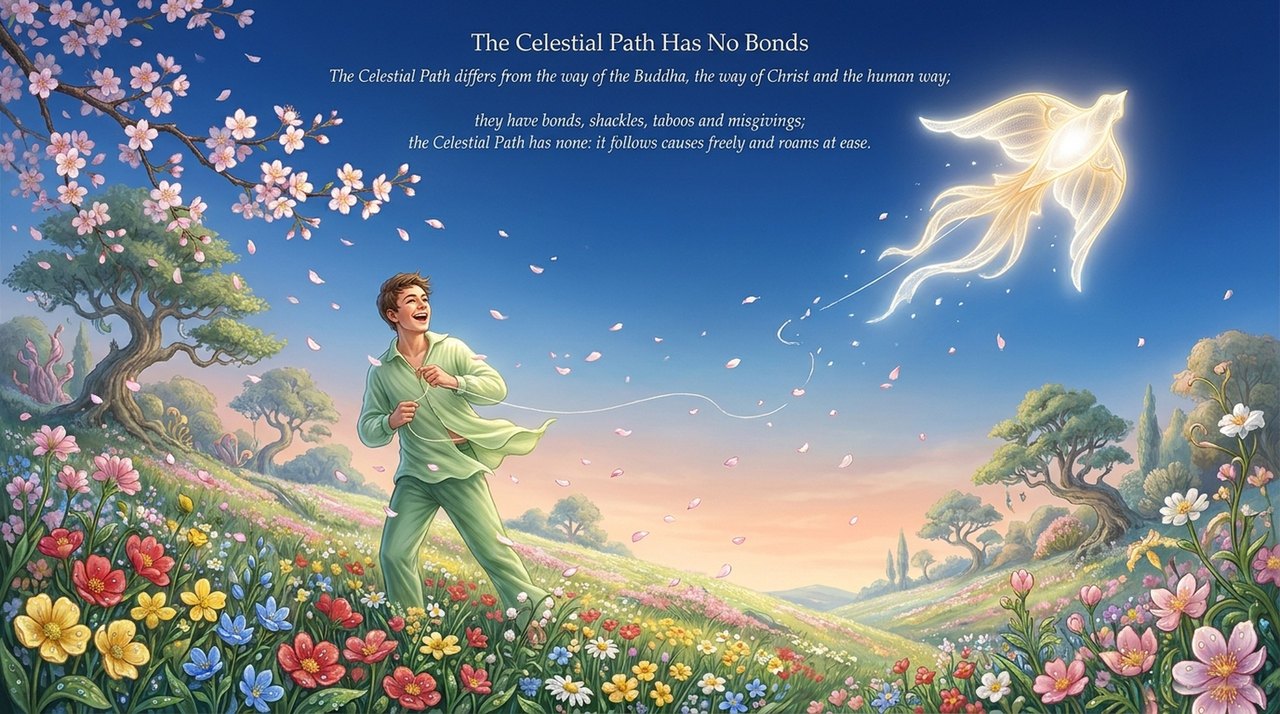 The Celestial Path Has No Bonds
The Celestial Path differs from the way of the Buddha, the way of Christ and the human way;
they have bonds, shackles, taboos and misgivings;
the Celestial Path has none: it follows causes freely and roams at ease.